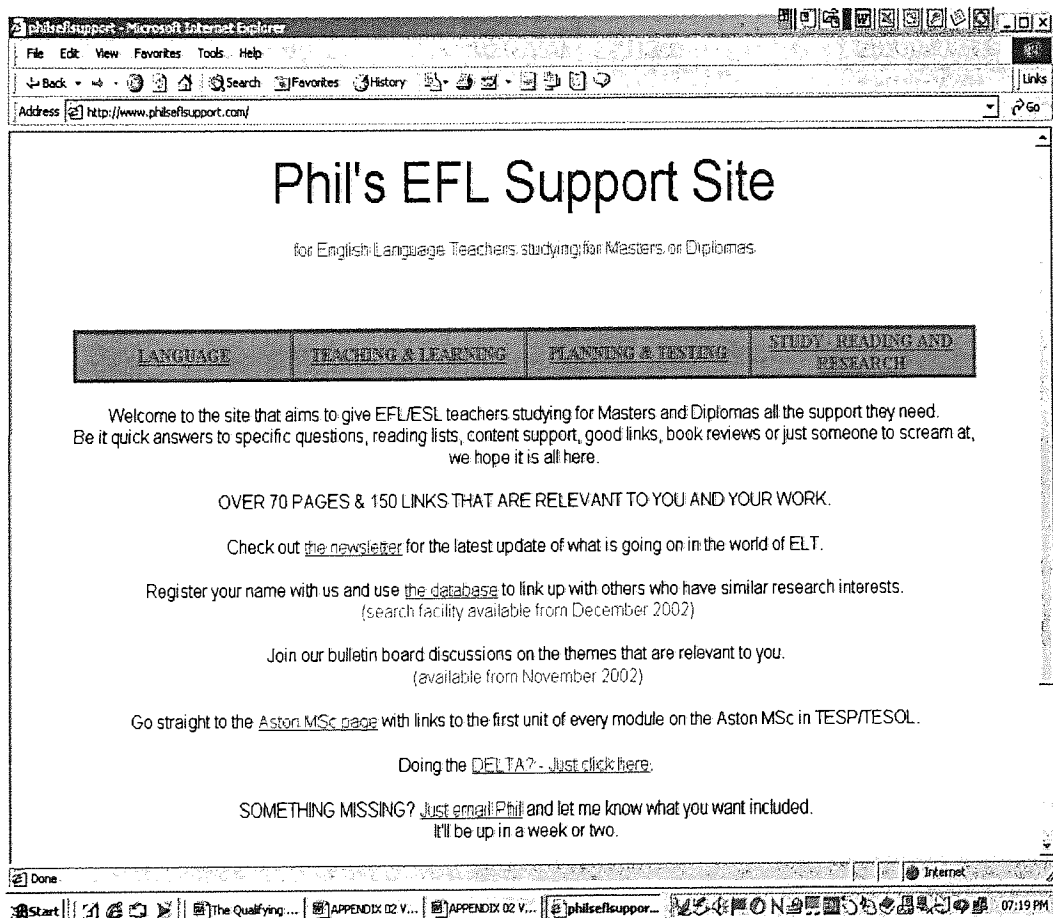 philseflsupport - Microsoft Internet Explorer
File Edit View Favorites Tools Help
Back Search Favorites History Links
Address http://www.philseflsupport.com/ Go
Phil's EFL Support Site
for English Language Teachers studying for Masters or Diplomas
LANGUAGE TEACHING & LEARNING PLANNING & TESTING STUDY - READING AND
RESEARCH
Welcome to the site that aims to give EFL/ESL teachers studying for Masters and Diplomas all the support they need.
Be it quick answers to specific questions, reading lists, content support, good links, book reviews or just someone to scream at,
we hope it is all here.
OVER 70 PAGES & 150 LINKS THAT ARE RELEVANT TO YOU AND YOUR WORK.
Check out the newsletter for the latest update of what is going on in the world of ELT.
Register your name with us and use the database to link up with others who have similar research interests.
(search facility available from December 2002)
Join our bulletin board discussions on the themes that are relevant to you.
(available from November 2002)
Go straight to the Aston MSc page with links to the first unit of every module on the Aston MSc in TESP/TESOL.
Doing the DELTA? - Just click here.
SOMETHING MISSING? Just email Phil and let me know what you want included.
It'll be up in a week or two.
Done Internet
Start The Qualifying ... APPENDIX 02 V... APPENDIX 02 V... philseflsuppor... 07:19 PM